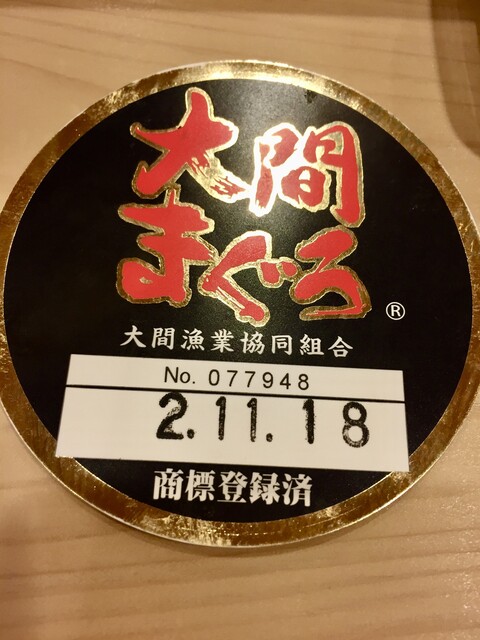 大間
まぐろ
®
大間漁業協同組合
No. 077948
2.11.18
商標登録済